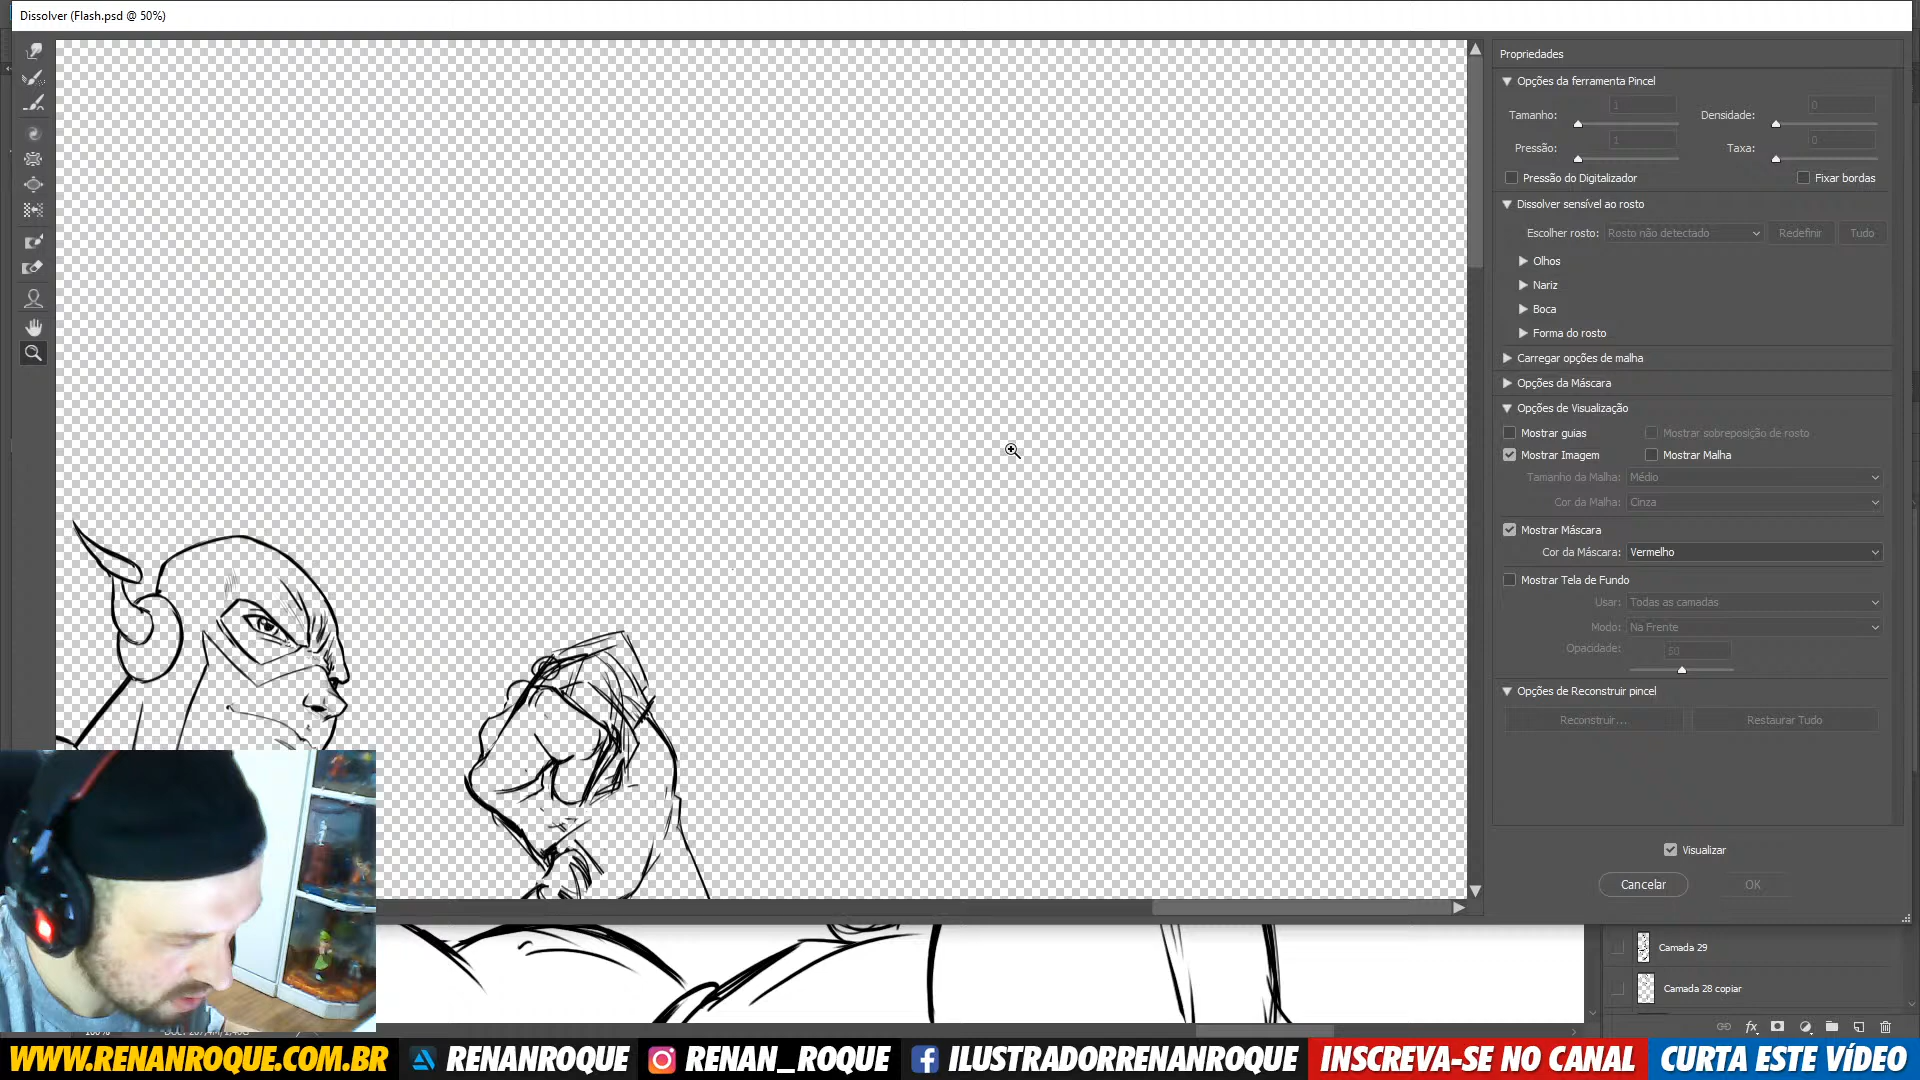 Dissolver (Flash.psd @ 50%)
Propriedades
Opções da ferramenta Pincel
Tamanho: 1 Densidade: 0
Pressão: 1 Taxa: 0
Pressão do Digitalizador Fixar bordas
Dissolver sensível ao rosto
Escolher rosto: Rosto não detectado Redefinir Tudo
Olhos
Nariz
Boca
Forma do rosto
Carregar opções de malha
Opções da Máscara
Opções de Visualização
Mostrar guias Mostrar sobreposição de rosto
Mostrar Imagem Mostrar Malha
Tamanho da Malha: Médio
Cor da Malha: Cinza
Mostrar Máscara
Cor da Máscara: Vermelho
Mostrar Tela de Fundo
Usar: Todas as camadas
Modo: Na Frente
Opacidade: 50
Opções de Reconstruir pincel
Reconstruir... Restaurar Tudo
Visualizar
Cancelar OK
Camada 29
Camada 28 copiar
fx
WWW.RENANROQUE.COM.BR RENANROQUE RENAN_ROQUE ILUSTRADORRENANROQUE INSCREVA-SE NO CANAL CURTA ESTE VÍDEO